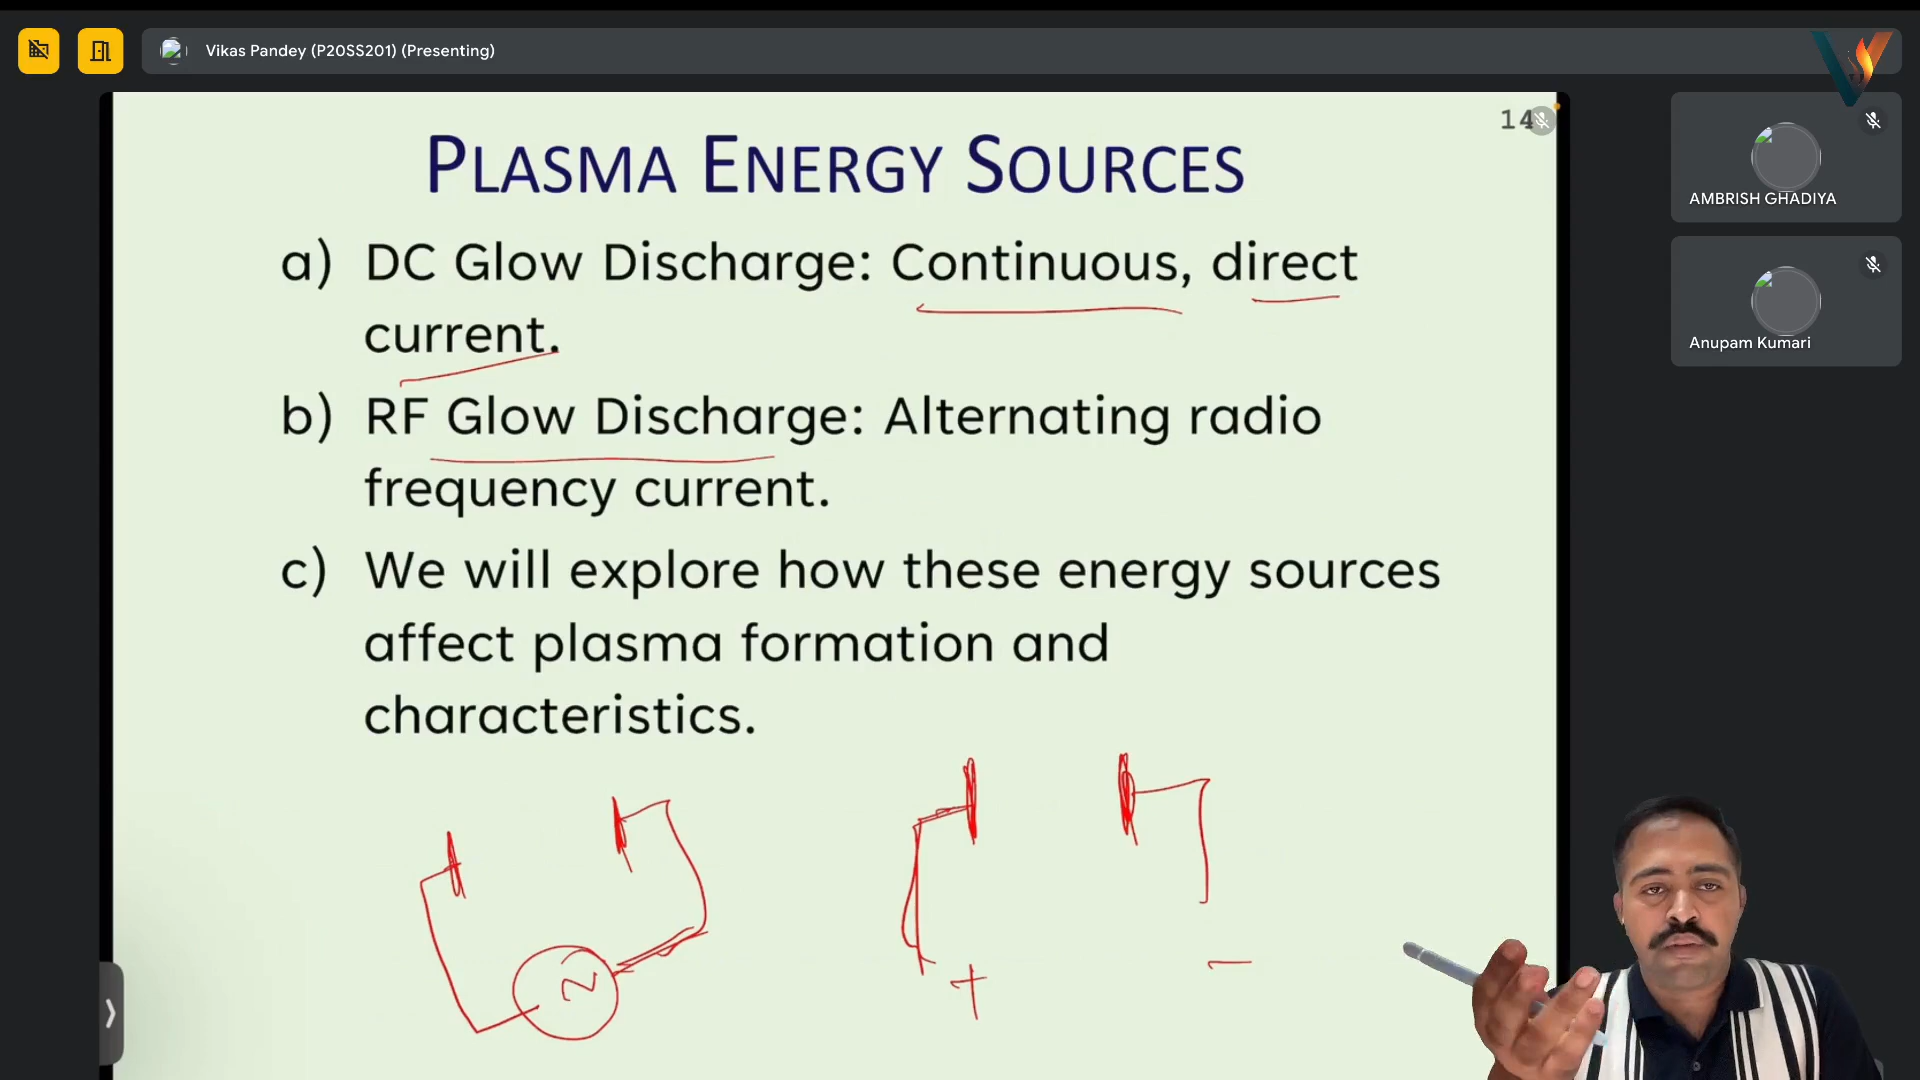 Vikas Pandey (P20SS201) (Presenting)
14
PLASMA ENERGY SOURCES
a) DC Glow Discharge: Continuous, direct
current.
b) RF Glow Discharge: Alternating radio
frequency current.
c) We will explore how these energy sources
affect plasma formation and
characteristics.
+ −
AMBRISH GHADIYA
Anupam Kumari